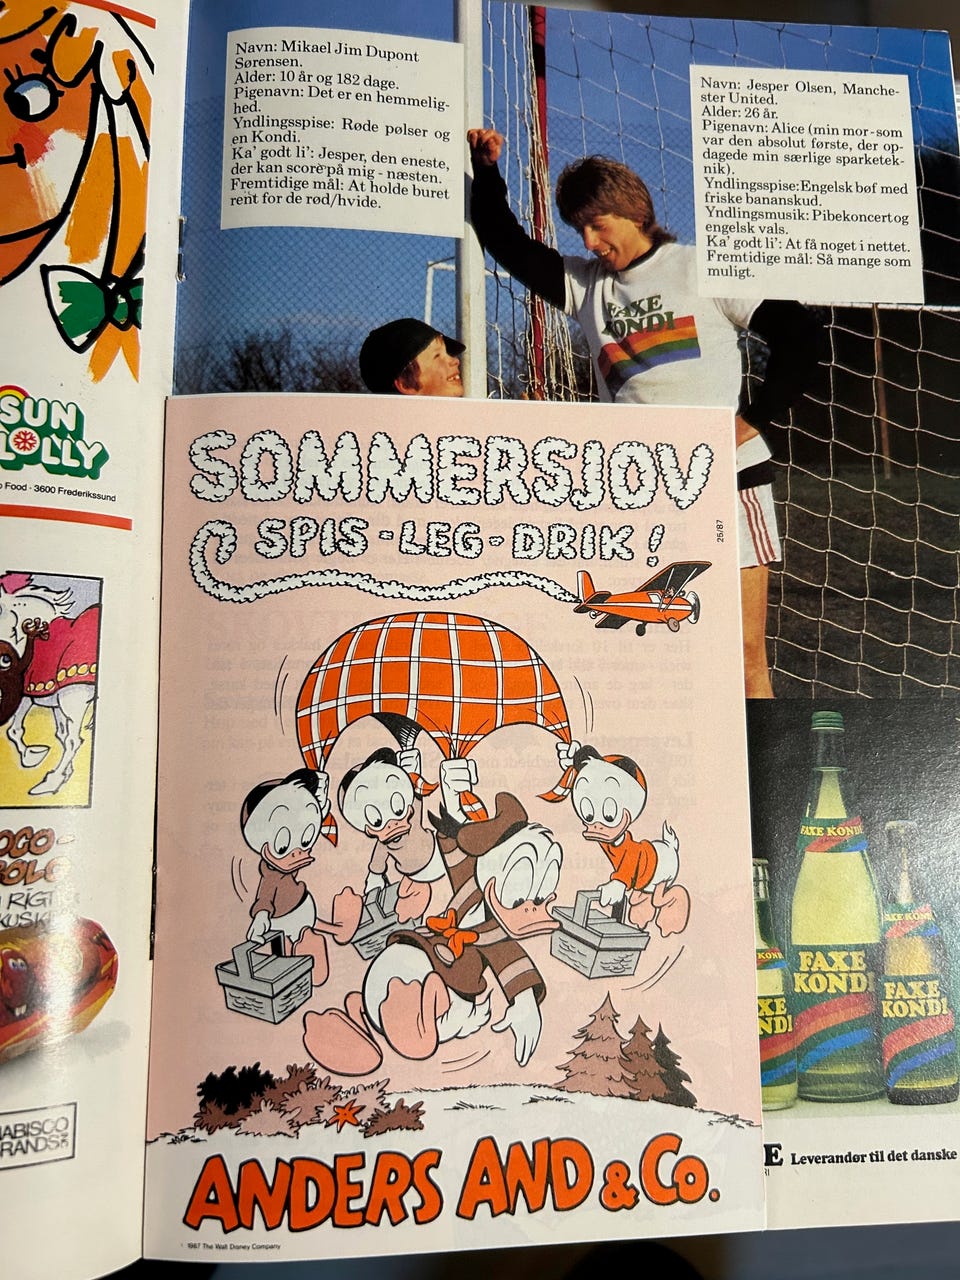 Navn: Mikael Jim Dupont
Sørensen.
Alder: 10 år og 182 dage.
Pigenavn: Det er en hemmelig-
hed.
Yndlingsspise: Røde pølser og
en Kondi.
Ka' godt li': Jesper, den eneste,
der kan score på mig - næsten.
Fremtidige mål: At holde buret
rent for de rød/hvide.
Navn: Jesper Olsen, Manche-
ster United.
Alder: 26 år.
Pigenavn: Alice (min mor - som
var den absolut første, der op-
dagede min særlige sparketek-
nik).
Yndlingsspise: Engelsk bøf med
friske bananskud.
Yndlingsmusik: Pibekoncert og
engelsk vals.
Ka' godt li': At få noget i nettet.
Fremtidige mål: Så mange som
muligt.
FAXE
KONDI
SUN
LOLLY
Food - 3600 Frederikssund
SOMMERSJOV
SPIS - LEG - DRIK!
25/87
RIGT
NABISCO
BRANDS
FAXE KONDI
FAXE
KONDI
FAXE KONDI
FAXE
KONDI
Leverandør til det danske
ANDERS AND & Co.
1987 The Walt Disney Company